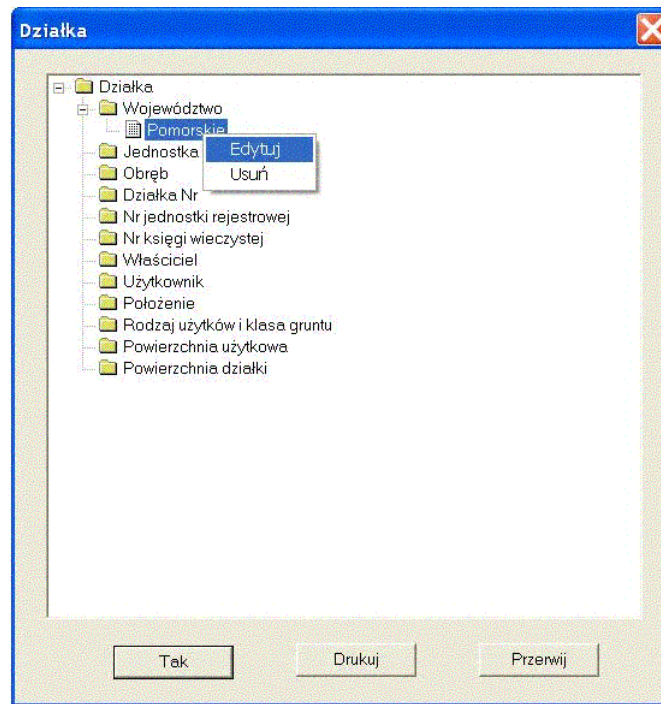 Działka
Działka
Województwo
Pomorskie
Edytuj
Jednostka
Usuń
Obręb
Działka Nr
Nr jednostki rejestrowej
Nr księgi wieczystej
Właściciel
Użytkownik
Położenie
Rodzaj użytków i klasa gruntu
Powierzchnia użytkowa
Powierzchnia działki
Tak Drukuj Przerwij